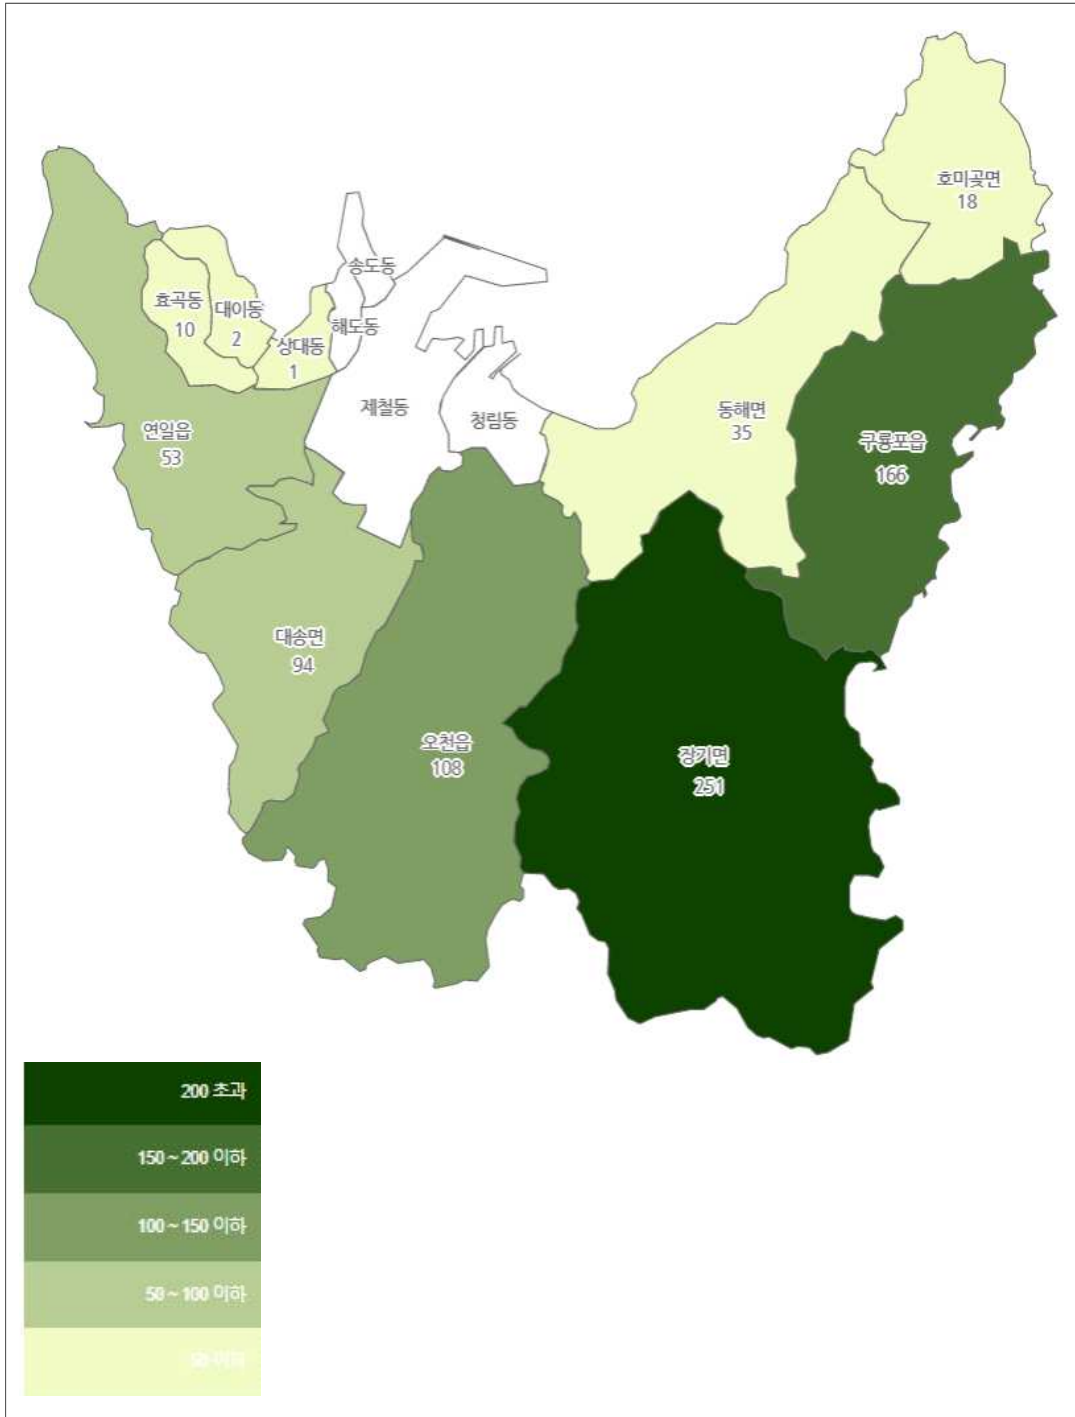 호미곶면
18
송도동
효곡동
10
대이동
2
해도동
상대동
1
제철동
청림동
동해면
35
연일읍
53
구룡포읍
166
대송면
94
오천읍
108
장기면
251
200 초과
150 ~ 200 이하
100 ~ 150 이하
50 ~ 100 이하
50 이하